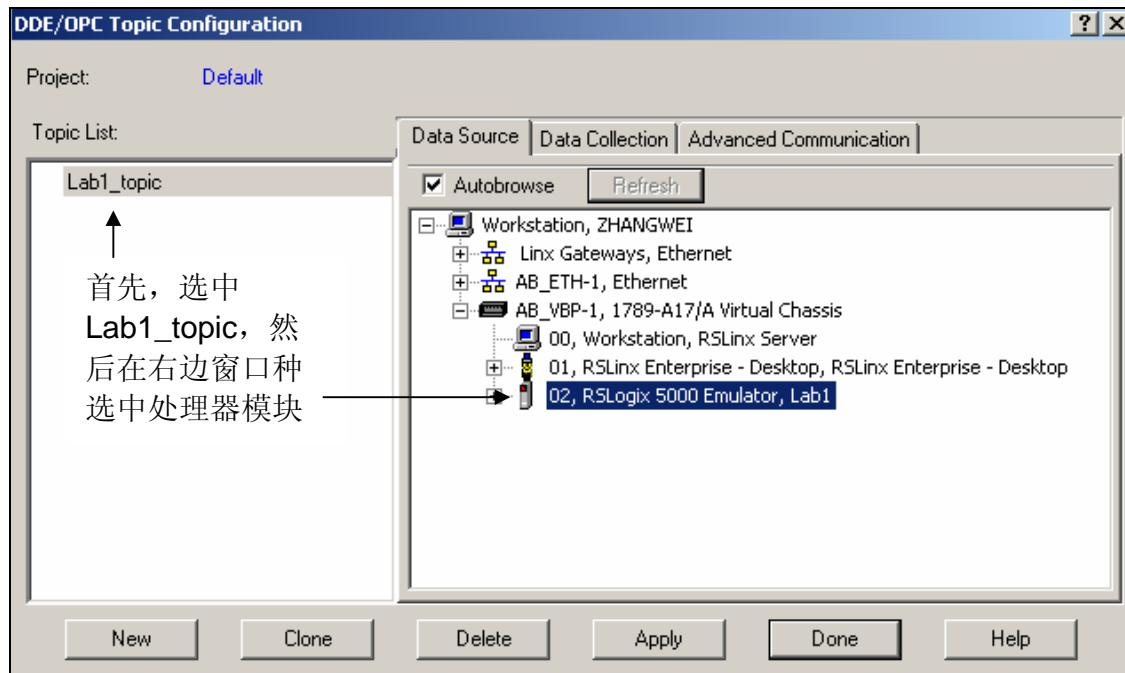 DDE/OPC Topic Configuration
Project: Default
Topic List:
Data Source Data Collection Advanced Communication
Lab1_topic
Autobrowse Refresh
Workstation, ZHANGWEI
Linx Gateways, Ethernet
AB_ETH-1, Ethernet
AB_VBP-1, 1789-A17/A Virtual Chassis
00, Workstation, RSLinx Server
01, RSLinx Enterprise - Desktop, RSLinx Enterprise - Desktop
02, RSLogix 5000 Emulator, Lab1
首先，选中
Lab1_topic，然
后在右边窗口种
选中处理器模块
New Clone Delete Apply Done Help